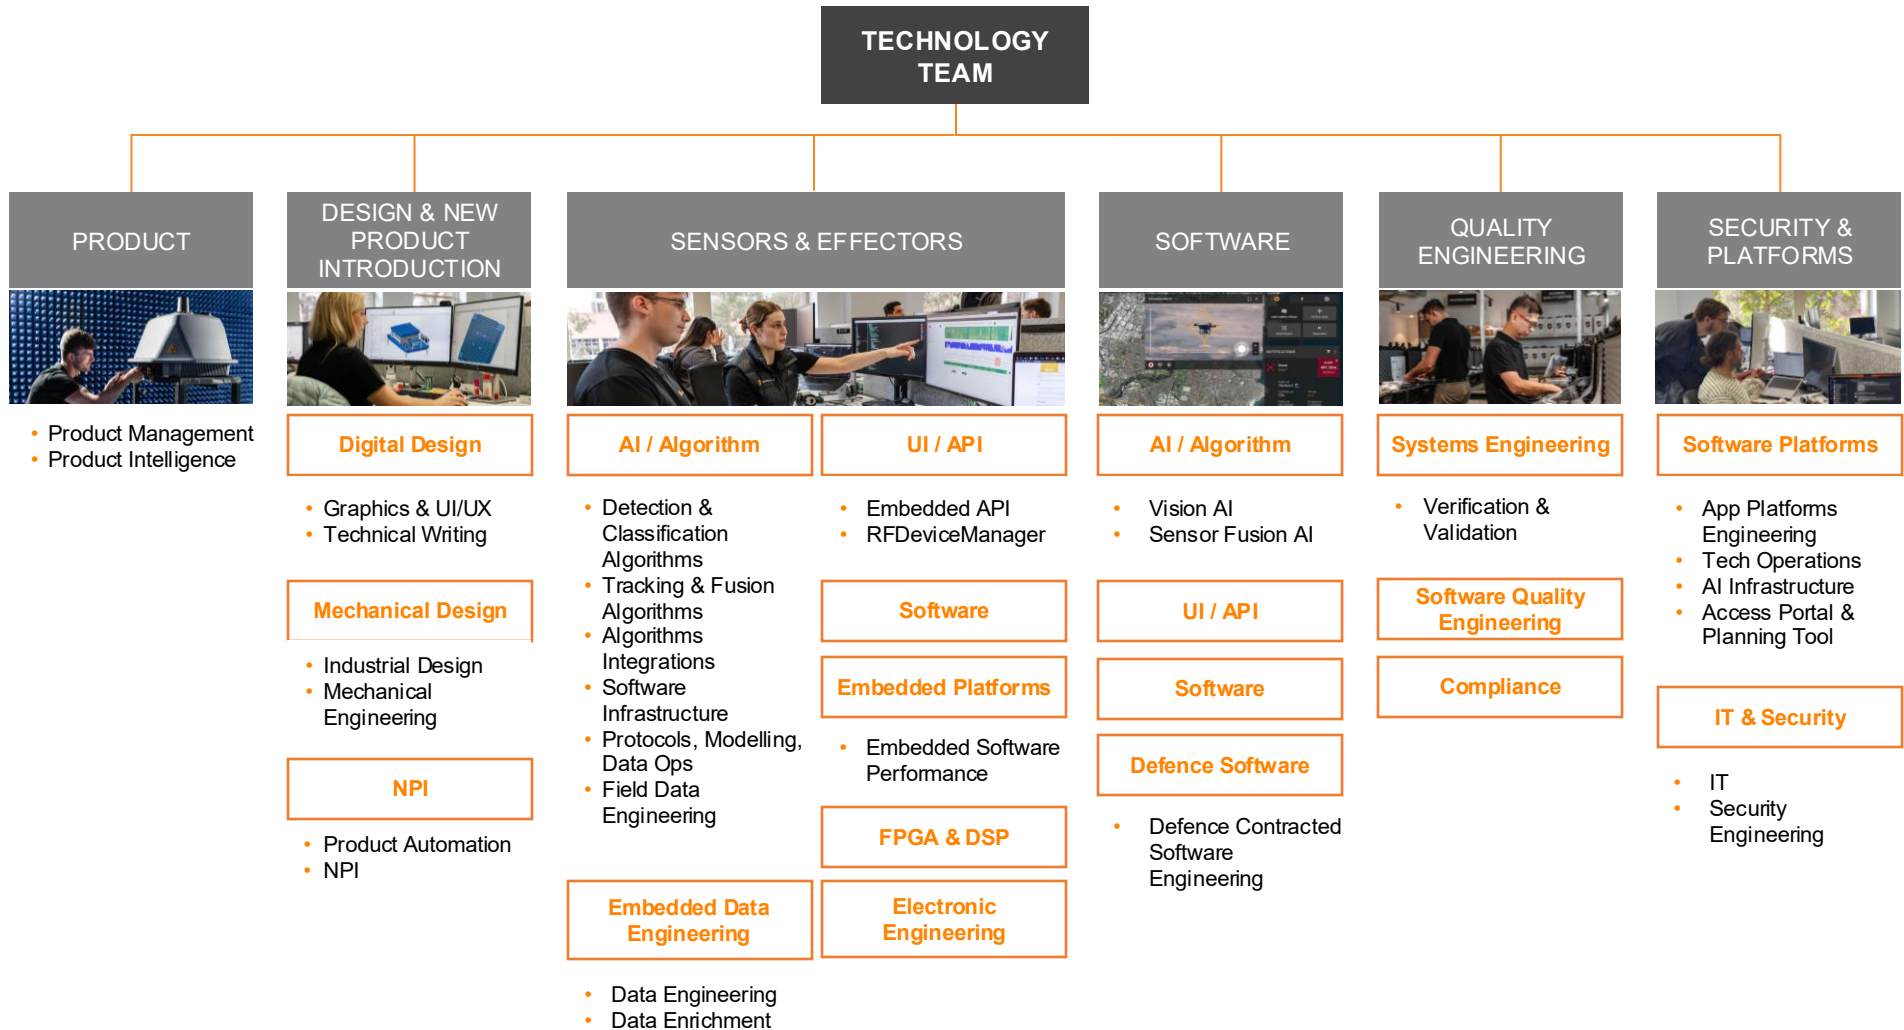 TECHNOLOGY
TEAM
PRODUCT
• Product Management
• Product Intelligence
DESIGN & NEW
PRODUCT
INTRODUCTION
Digital Design
• Graphics & UI/UX
• Technical Writing
Mechanical Design
• Industrial Design
• Mechanical
Engineering
NPI
• Product Automation
• NPI
SENSORS & EFFECTORS
AI / Algorithm
• Detection &
Classification
Algorithms
• Tracking & Fusion
Algorithms
• Algorithms
Integrations
• Software
Infrastructure
• Protocols, Modelling,
Data Ops
• Field Data
Engineering
Embedded Data
Engineering
• Data Engineering
• Data Enrichment
UI / API
• Embedded API
• RFDeviceManager
Software
Embedded Platforms
• Embedded Software
Performance
FPGA & DSP
Electronic
Engineering
SOFTWARE
AI / Algorithm
• Vision AI
• Sensor Fusion AI
UI / API
Software
Defence Software
• Defence Contracted
Software
Engineering
QUALITY
ENGINEERING
Systems Engineering
• Verification &
Validation
Software Quality
Engineering
Compliance
SECURITY &
PLATFORMS
Software Platforms
• App Platforms
Engineering
• Tech Operations
• AI Infrastructure
• Access Portal &
Planning Tool
IT & Security
• IT
• Security
Engineering